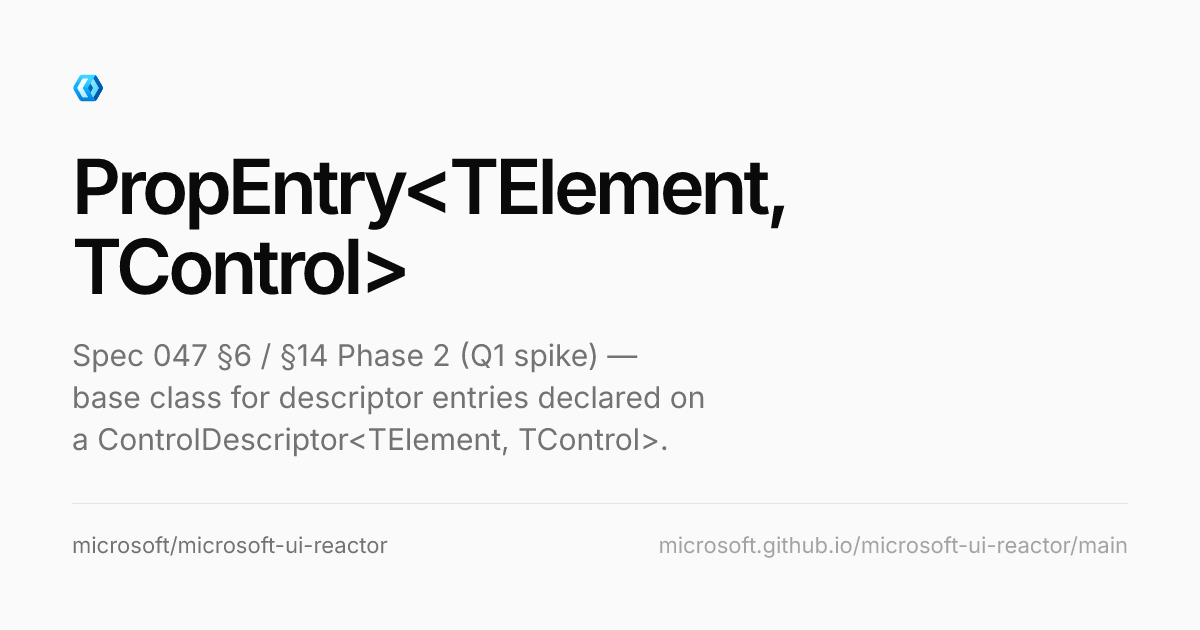 PropEntry<TElement,
TControl>
Spec 047 §6 / §14 Phase 2 (Q1 spike) —
base class for descriptor entries declared on
a ControlDescriptor<TElement, TControl>.
microsoft/microsoft-ui-reactor
microsoft.github.io/microsoft-ui-reactor/main